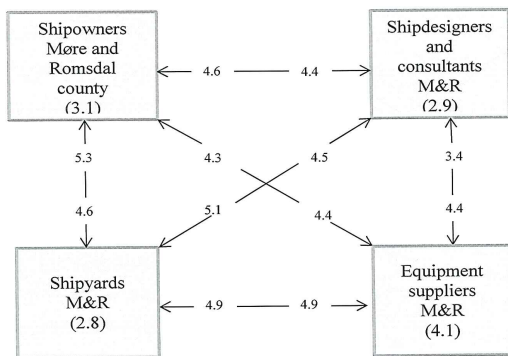 Shipowners
Møre and
Romsdal
county
(3.1)
Shipdesigners
and
consultants
M&R
(2.9)
4.6 4.4
5.3 4.3 4.5 3.4
4.6 5.1 4.4 4.4
Shipyards
M&R
(2.8)
4.9 4.9
Equipment
suppliers
M&R
(4.1)